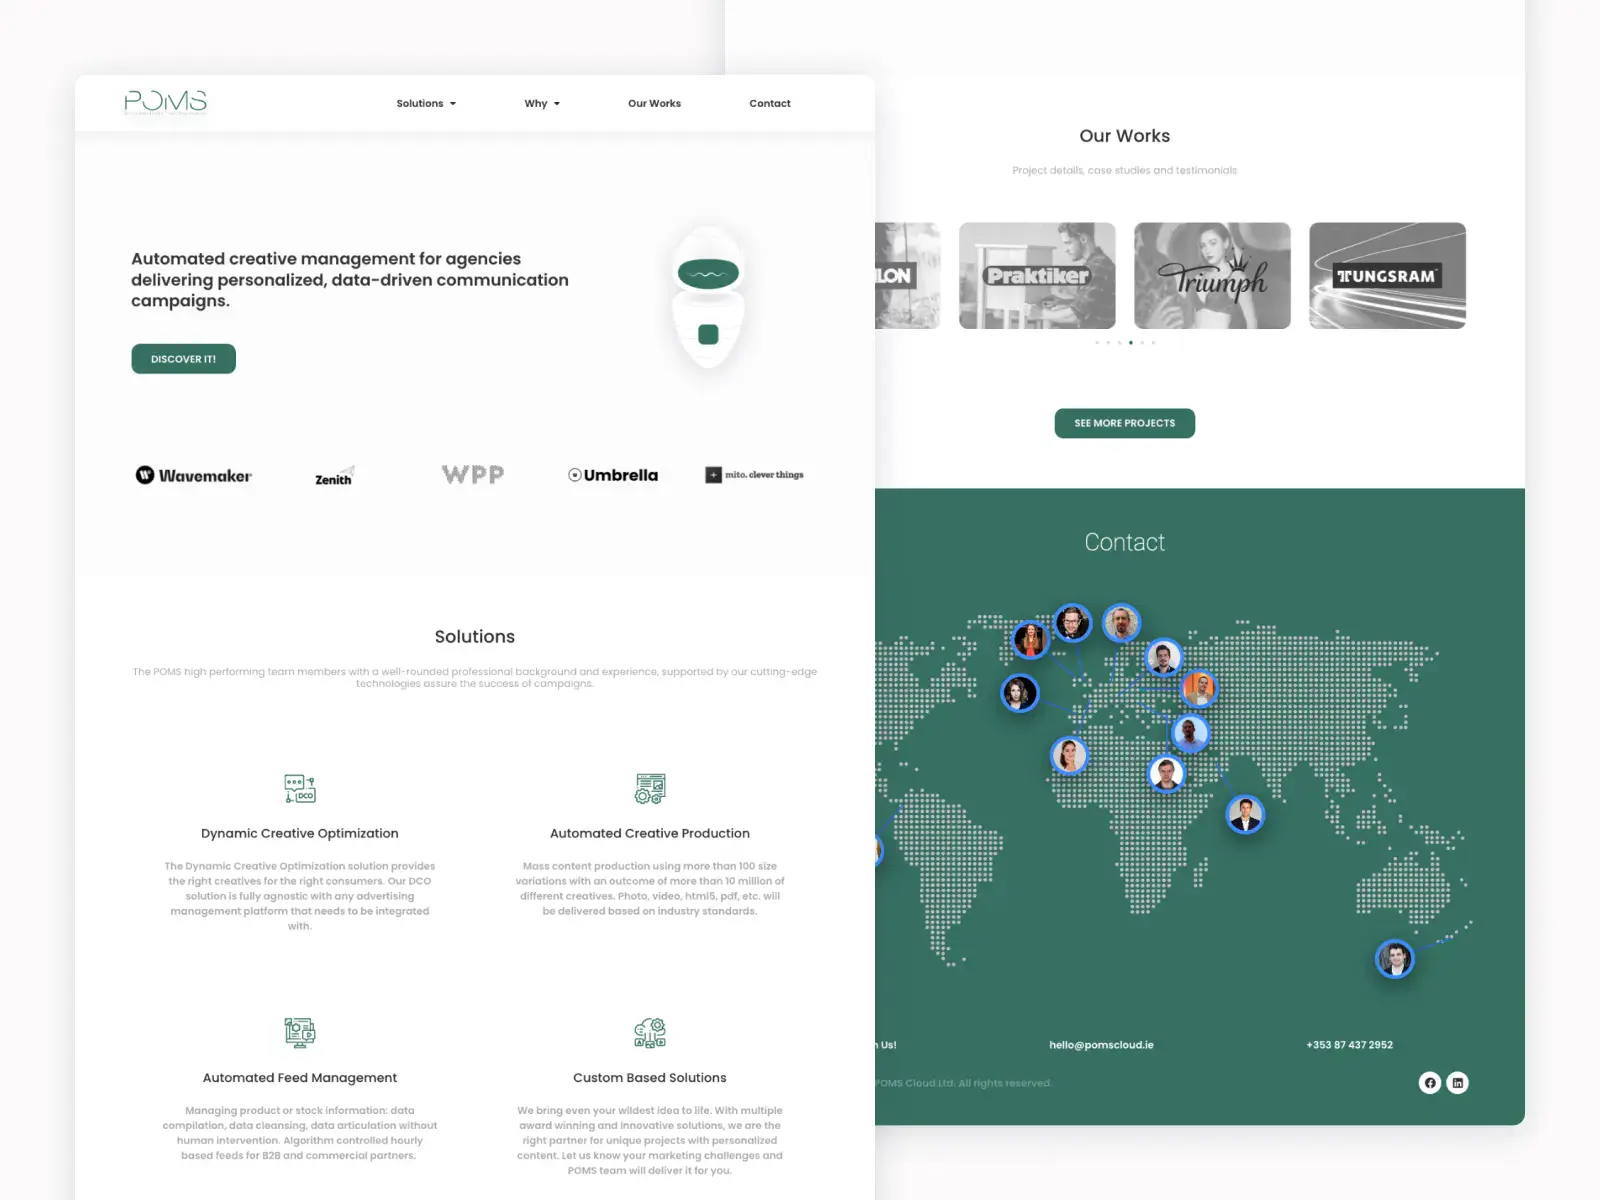 POMS
Solutions
Why
Our Works
Contact
Automated creative management for agencies
delivering personalized, data-driven communication
campaigns.
DISCOVER IT!
Wavemaker
Zenith
WPP
Umbrella
mito. clever things
Solutions
The POMS high performing team members with a well-rounded professional background and experience, supported by our cutting-edge
technologies assure the success of campaigns.
DCO
Dynamic Creative Optimization
The Dynamic Creative Optimization solution provides
the right creatives for the right consumers. Our DCO
solution is fully agnostic with any advertising
management platform that needs to be integrated
with.
Automated Creative Production
Mass content production using more than 100 size
variations with an outcome of more than 10 million of
different creatives. Photo, video, html5, pdf, etc. will
be delivered based on industry standards.
Automated Feed Management
Managing product or stock information: data
compilation, data cleansing, data articulation without
human intervention. Algorithm controlled hourly
based feeds for B2B and commercial partners.
Custom Based Solutions
We bring even your wildest idea to life. With multiple
award winning and innovative solutions, we are the
right partner for unique projects with personalized
content. Let us know your marketing challenges and
POMS team will deliver it for you.
Our Works
Project details, case studies and testimonials
LON
Praktiker
Triumph
TUNGSRAM
SEE MORE PROJECTS
Contact
n Us!
hello@pomscloud.ie
+353 87 437 2952
POMS Cloud Ltd. All rights reserved.